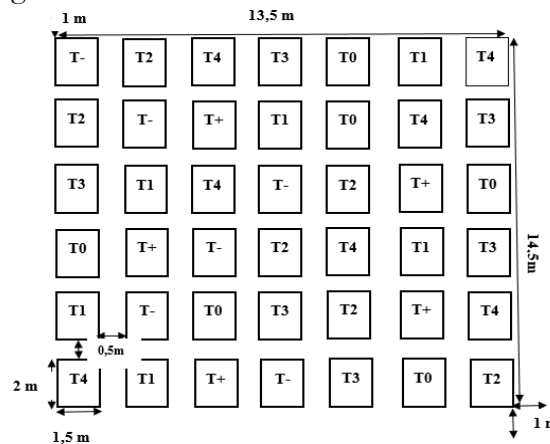 13,5 m
1 m
T- T2 T4 T3 T0 T1 T4
T2 T- T+ T1 T0 T4 T3
T3 T1 T4 T- T2 T+ T0
T0 T+ T- T2 T4 T1 T3
14,5m
T1 T- T0 T3 T2 T+ T4
0,5m
2 m T4 T1 T+ T- T3 T0 T2
1,5 m